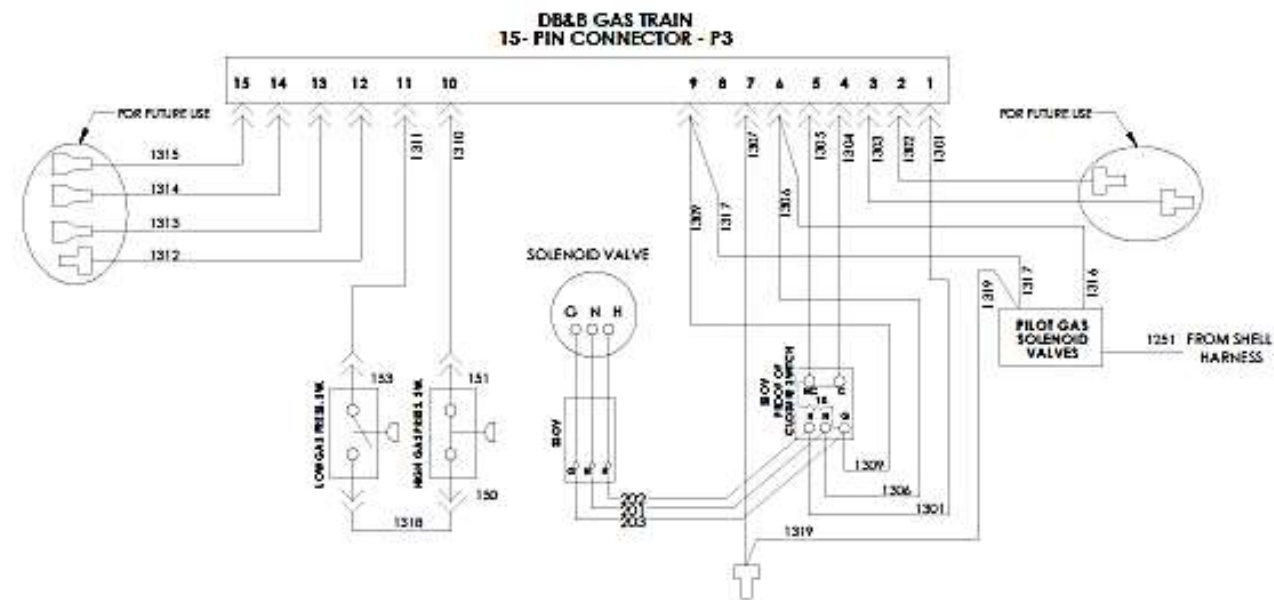 DB&B GAS TRAIN
15- PIN CONNECTOR - P3
15 14 13 12 11 10 9 8 7 6 5 4 3 2 1
FOR FUTURE USE
FOR FUTURE USE
1315
1314
1313
1312
1311
1310
1309
1317
1307
1306
1305
1304
1303
1302
1301
SOLENOID VALVE
G N H
1319
1317
1316
PILOT GAS
SOLENOID
VALVES
1251 FROM SHELL
HARNESS
153
LOW GAS PRESS. SW.
151
HIGH GAS PRESS. SW.
150
1318
SSOV
SSOV
PROOF OF
CLOSURE SWITCH
1309
1306
1301
202
201
203
1319